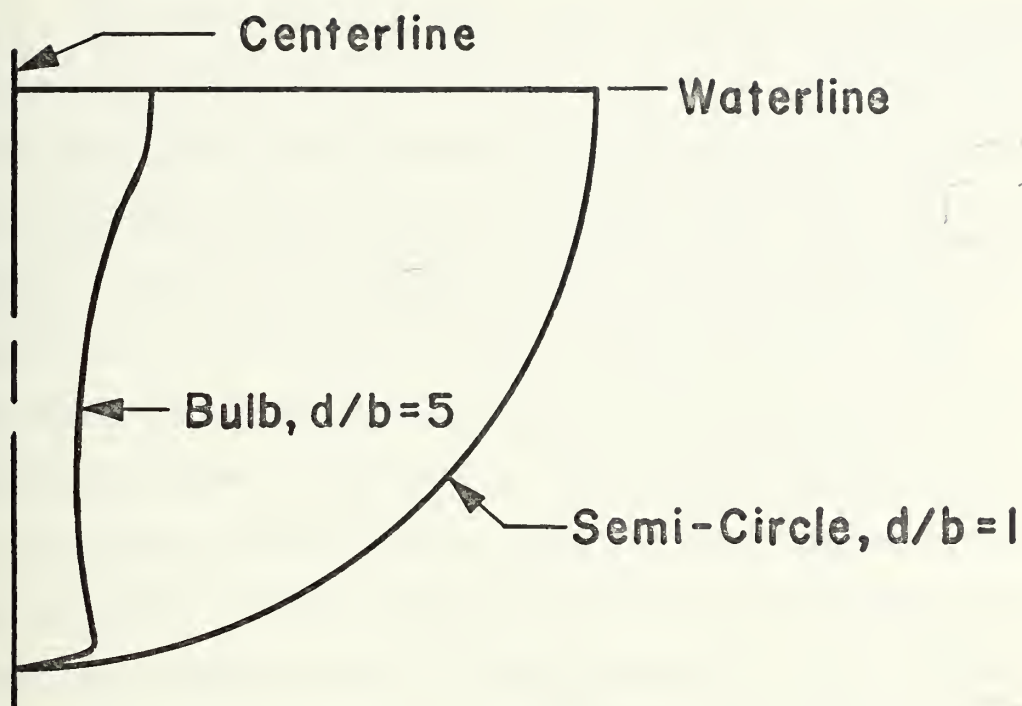 Centerline
Waterline
Bulb, d/b=5
Semi-Circle, d/b=1